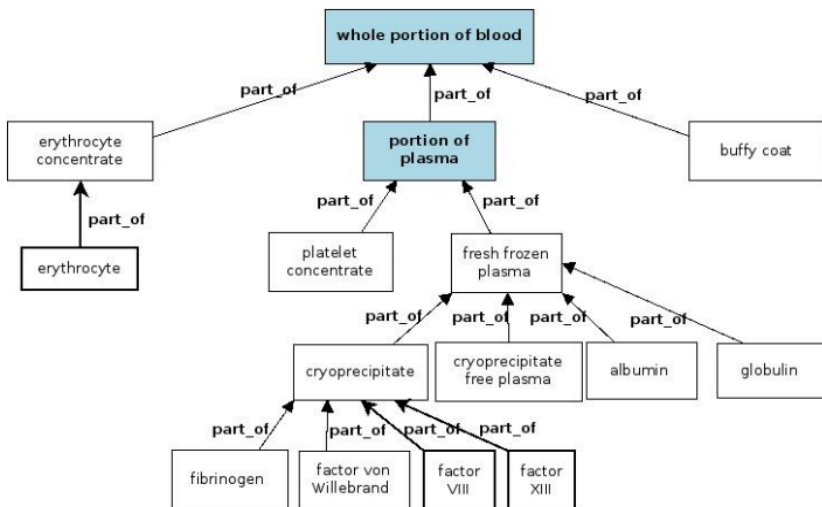 whole portion of blood
part_of
part_of
part_of
erythrocyte
concentrate
portion of
plasma
buffy coat
part_of
part_of
part_of
erythrocyte
platelet
concentrate
fresh frozen
plasma
part_of
part_of
part_of
part_of
cryoprecipitate
cryoprecipitate
free plasma
albumin
globulin
part_of
part_of
part_of
part_of
fibrinogen
factor von
Willebrand
factor
VIII
factor
XIII